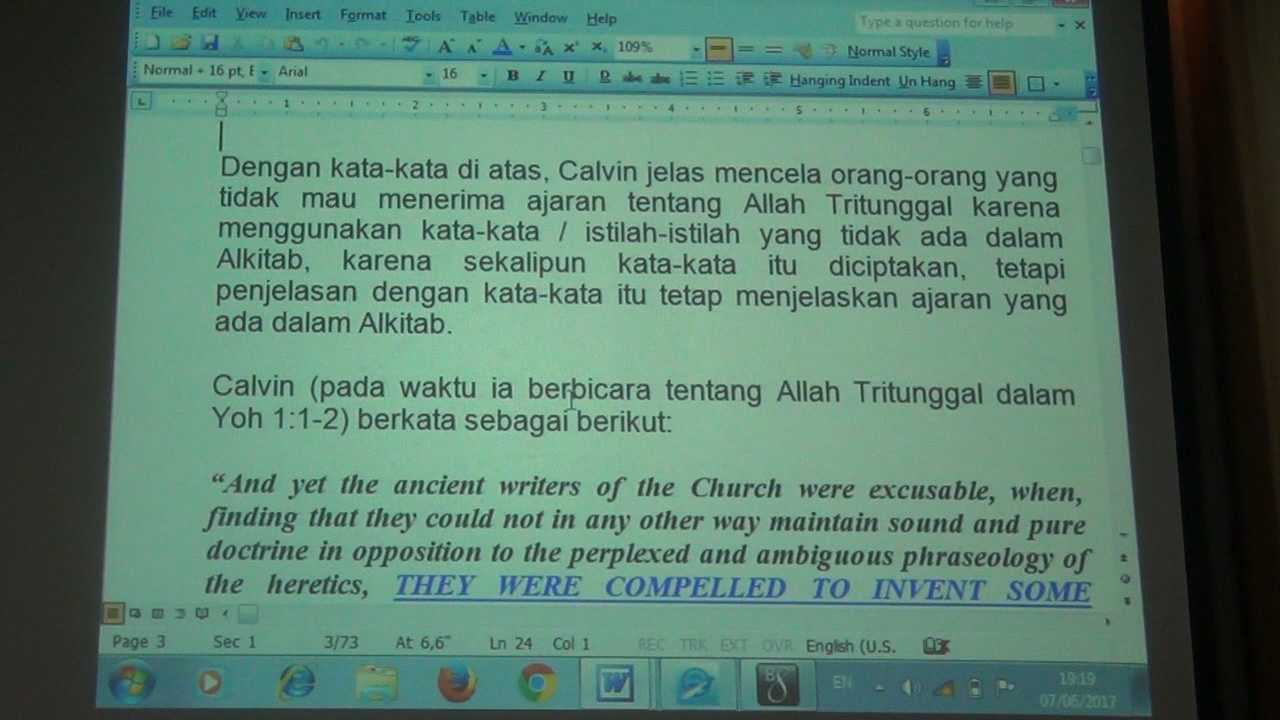 File Edit View Insert Format Tools Table Window Help
Type a question for help
109%
Normal Style
Normal + 16 pt, E
Arial
16
B I U
Hanging Indent Un Hang
1 2 3 4 5 6
Dengan kata-kata di atas, Calvin jelas mencela orang-orang yang
tidak mau menerima ajaran tentang Allah Tritunggal karena
menggunakan kata-kata / istilah-istilah yang tidak ada dalam
Alkitab, karena sekalipun kata-kata itu diciptakan, tetapi
penjelasan dengan kata-kata itu tetap menjelaskan ajaran yang
ada dalam Alkitab.
Calvin (pada waktu ia berbicara tentang Allah Tritunggal dalam
Yoh 1:1-2) berkata sebagai berikut:
“And yet the ancient writers of the Church were excusable, when,
finding that they could not in any other way maintain sound and pure
doctrine in opposition to the perplexed and ambiguous phraseology of
the heretics, THEY WERE COMPELLED TO INVENT SOME
Page 3 Sec 1 3/73 At 6,6" Ln 24 Col 1 REC TRK EXT OVR English (U.S.
EN
19:19
07/06/2017